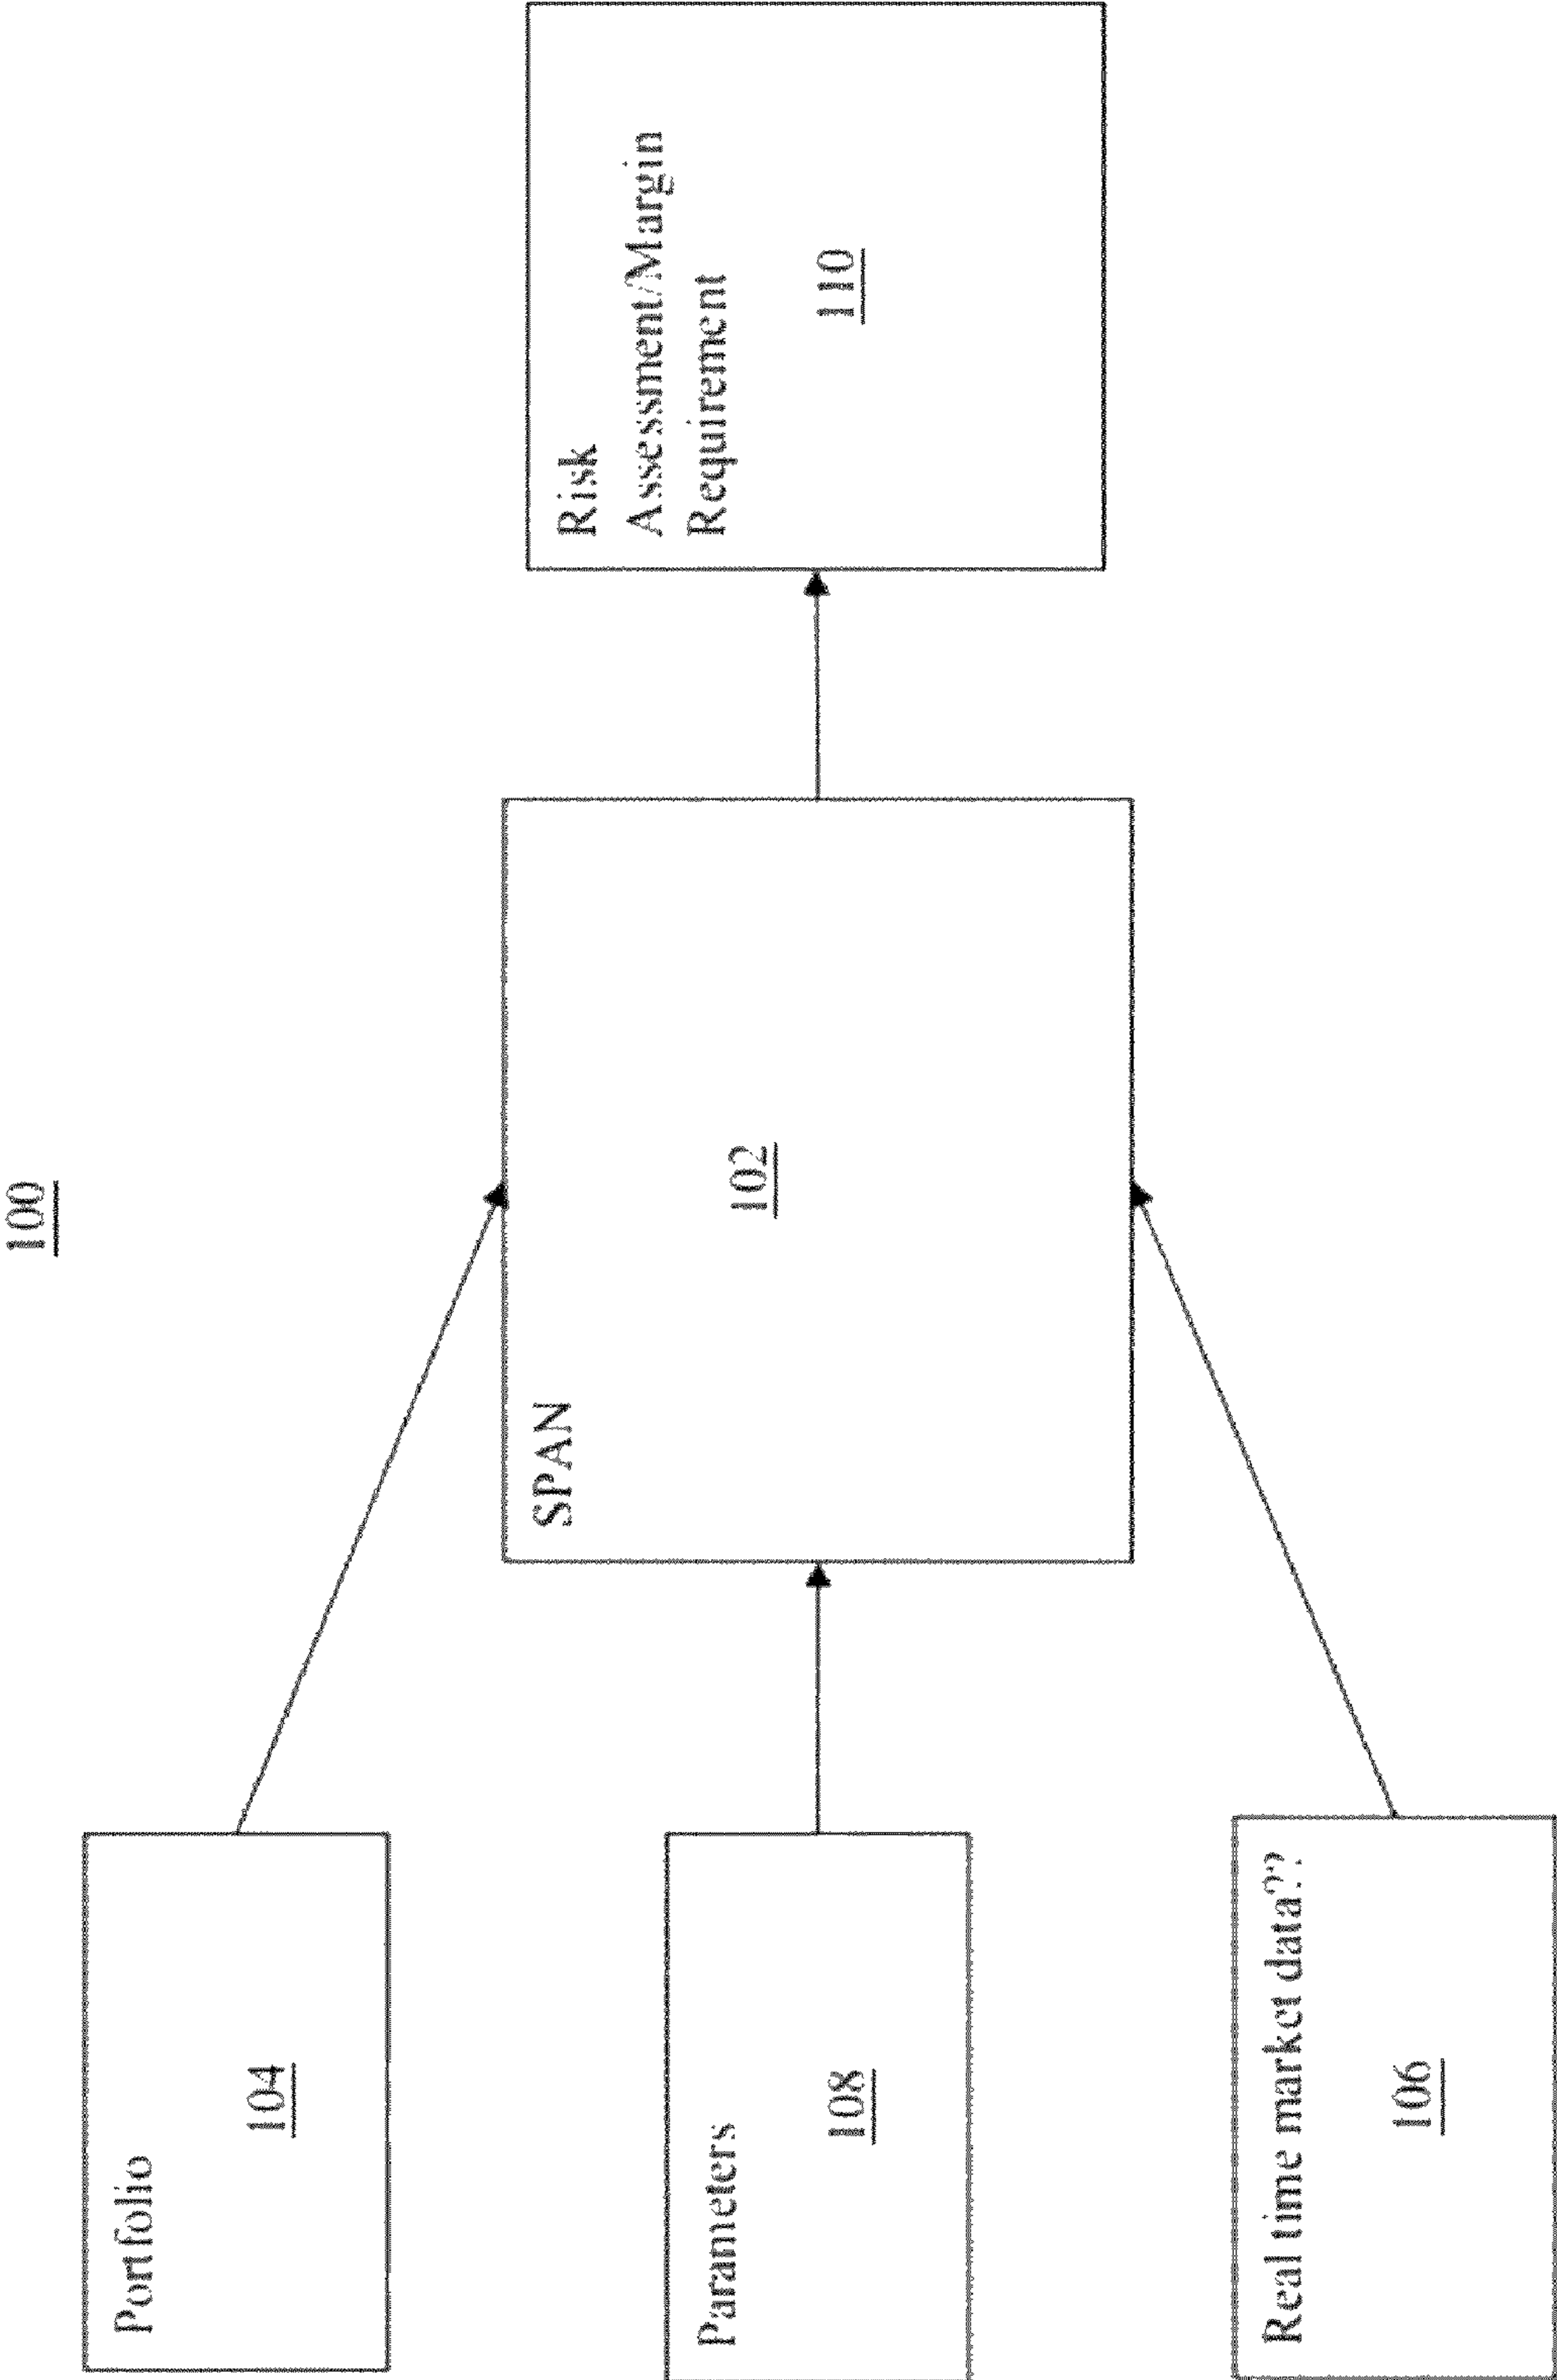 100
Portfolio
104
Parameters
108
Real time market data??
106
SPAN
102
Risk
Assessment/Margin
Requirement
110